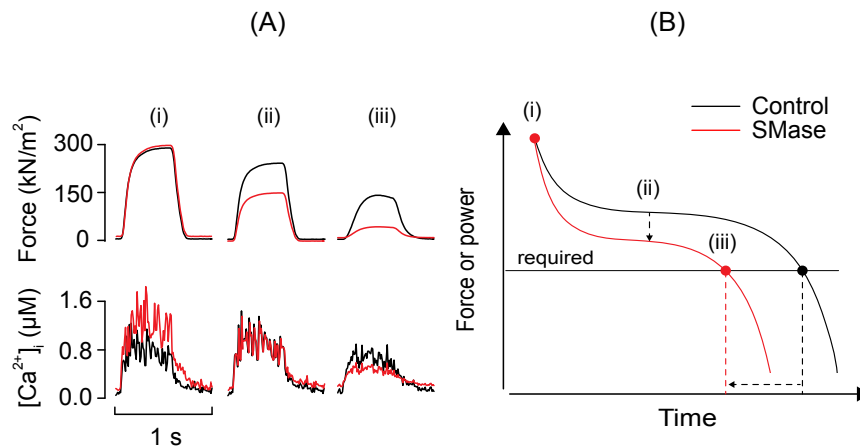 (A)
(i)
(ii)
(iii)
Force (kN/m²)
300
150
0
[Ca²⁺]ᵢ (μM)
1.6
0.8
0.0
1 s
(B)
Control
SMase
(i)
(ii)
(iii)
required
Force or power
Time